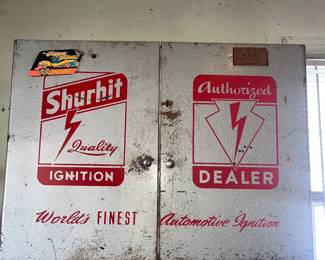 Shurhit
Quality
IGNITION
Authorized
DEALER
World's FINEST Automotive Ignition